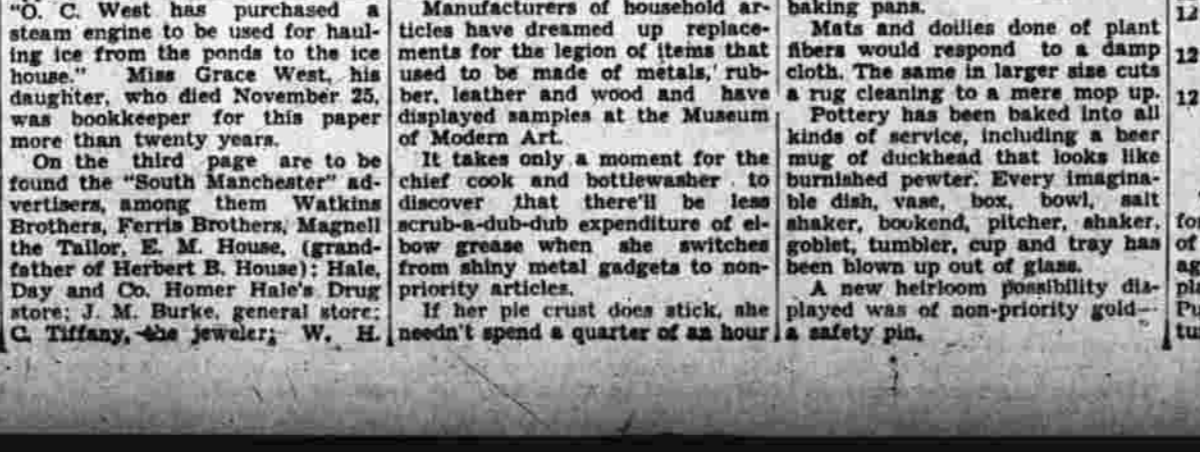 "O. C. West has purchased a
steam engine to be used for haul-
ing ice from the ponds to the ice
house." Miss Grace West, his
daughter, who died November 25,
was bookkeeper for this paper
more than twenty years.
On the third page are to be
found the "South Manchester" ad-
vertisers, among them Watkins
Brothers, Ferris Brothers, Magnell
the Tailor, E. M. House, (grand-
father of Herbert B. House); Hale,
Day and Co. Homer Hale's Drug
store; J. M. Burke, general store;
C. Tiffany, the jeweler; W. H.
Manufacturers of household ar-
ticles have dreamed up replace-
ments for the legion of items that
used to be made of metals, rub-
ber, leather and wood and have
displayed samples at the Museum
of Modern Art.
It takes only a moment for the
chief cook and bottlewasher to
discover that there'll be less
scrub-a-dub-dub expenditure of el-
bow grease when she switches
from shiny metal gadgets to non-
priority articles.
If her pie crust does stick, she
needn't spend a quarter of an hour
baking pans.
Mats and doilies done of plant
fibers would respond to a damp
cloth. The same in larger size cuts
a rug cleaning to a mere mop up.
Pottery has been baked into all
kinds of service, including a beer
mug of duckhead that looks like
burnished pewter. Every imagina-
ble dish, vase, box, bowl, salt
shaker, bookend, pitcher, shaker,
goblet, tumbler, cup and tray has
been blown up out of glass.
A new heirloom possibility dis-
played was of non-priority gold—
a safety pin.
12
12
12
fo
of
ag
pla
Pu
tu